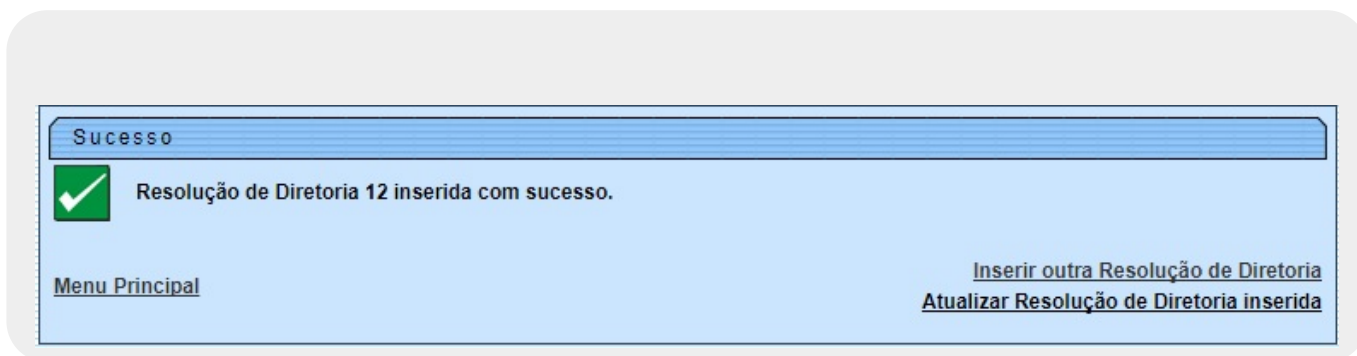 Sucesso
Resolução de Diretoria 12 inserida com sucesso.
Menu Principal
Inserir outra Resolução de Diretoria
Atualizar Resolução de Diretoria inserida